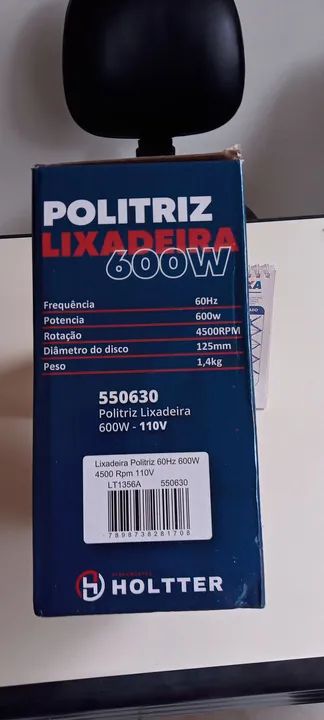 POLITRIZ
LIXADEIRA
600W
Frequência 60Hz
Potencia 600w
Rotação 4500RPM
Diâmetro do disco 125mm
Peso 1,4kg
550630
Politriz Lixadeira
600W - 110V
Lixadeira Politriz 60Hz 600W
4500 Rpm 110V
LT1356A 550630
7898738281708
FERRAMENTAS
HOLTTER